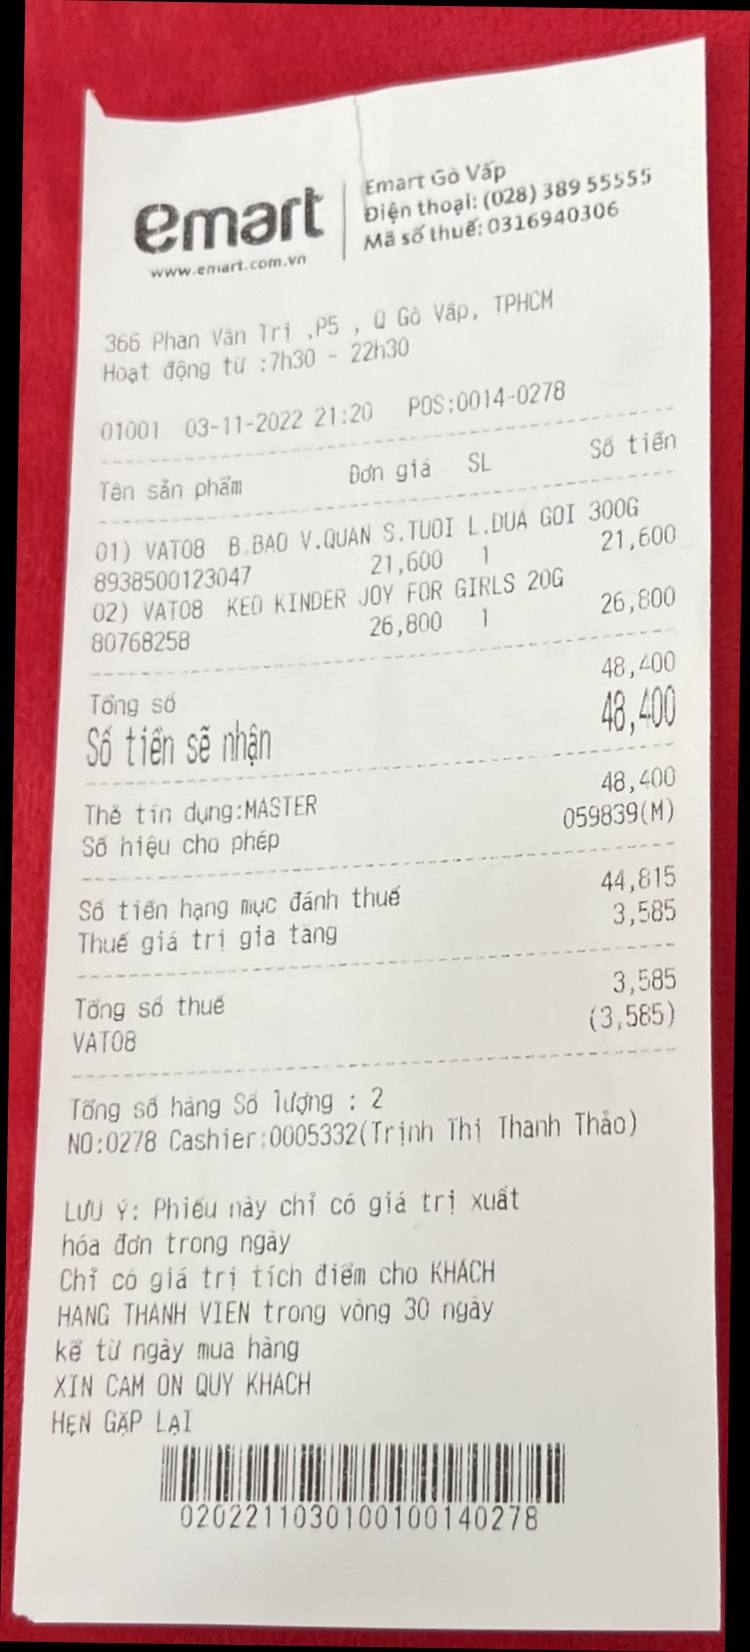 emart
www.emart.com.vn
Emart Gò Vấp
Điện thoại: (028) 389 55555
Mã số thuế: 0316940306
366 Phan Văn Trị ,P5 , Q Gò Vấp, TPHCM
Hoạt động từ :7h30 - 22h30
01001 03-11-2022 21:20 POS:0014-0278
Tên sản phẩm Đơn giá SL Số tiền
01) VAT08 B.BAO V.QUAN S.TUOI L.DUA GOI 300G
8938500123047 21,600 1 21,600
02) VAT08 KEO KINDER JOY FOR GIRLS 20G
80768258 26,800 1 26,800
Tổng số 48,400
Số tiền sẽ nhận 48,400
Thẻ tín dụng:MASTER 48,400
Số hiệu cho phép 059839(M)
Số tiền hạng mục đánh thuế 44,815
Thuế giá trị gia tăng 3,585
Tổng số thuế 3,585
VAT08 (3,585)
Tổng số hàng Số lượng : 2
NO:0278 Cashier:0005332(Trịnh Thị Thanh Thảo)
LƯU Ý: Phiếu này chỉ có giá trị xuất
hóa đơn trong ngày
Chỉ có giá trị tích điểm cho KHÁCH
HÀNG THÀNH VIÊN trong vòng 30 ngày
kể từ ngày mua hàng
XIN CAM ON QUY KHACH
HẸN GẶP LẠI
0202211030100100140278